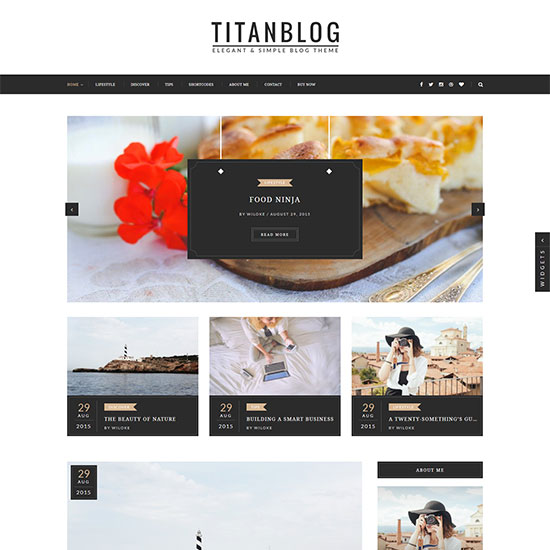 TITANBLOG
ELEGANT & SIMPLE BLOG THEME
HOME LIFESTYLE DISCOVER TIPS SHORTCODES ABOUT ME CONTACT BUY NOW
LIFESTYLE
FOOD NINJA
BY WILOKE / AUGUST 29, 2015
READ MORE
WIDGETS
29
AUG
2015
DISCOVER
THE BEAUTY OF NATURE
BY WILOKE
29
AUG
2015
TIPS
BUILDING A SMART BUSINESS
BY WILOKE
29
AUG
2015
LIFESTYLE
A TWENTY-SOMETHING'S GU...
BY WILOKE
29
AUG
2015
ABOUT ME